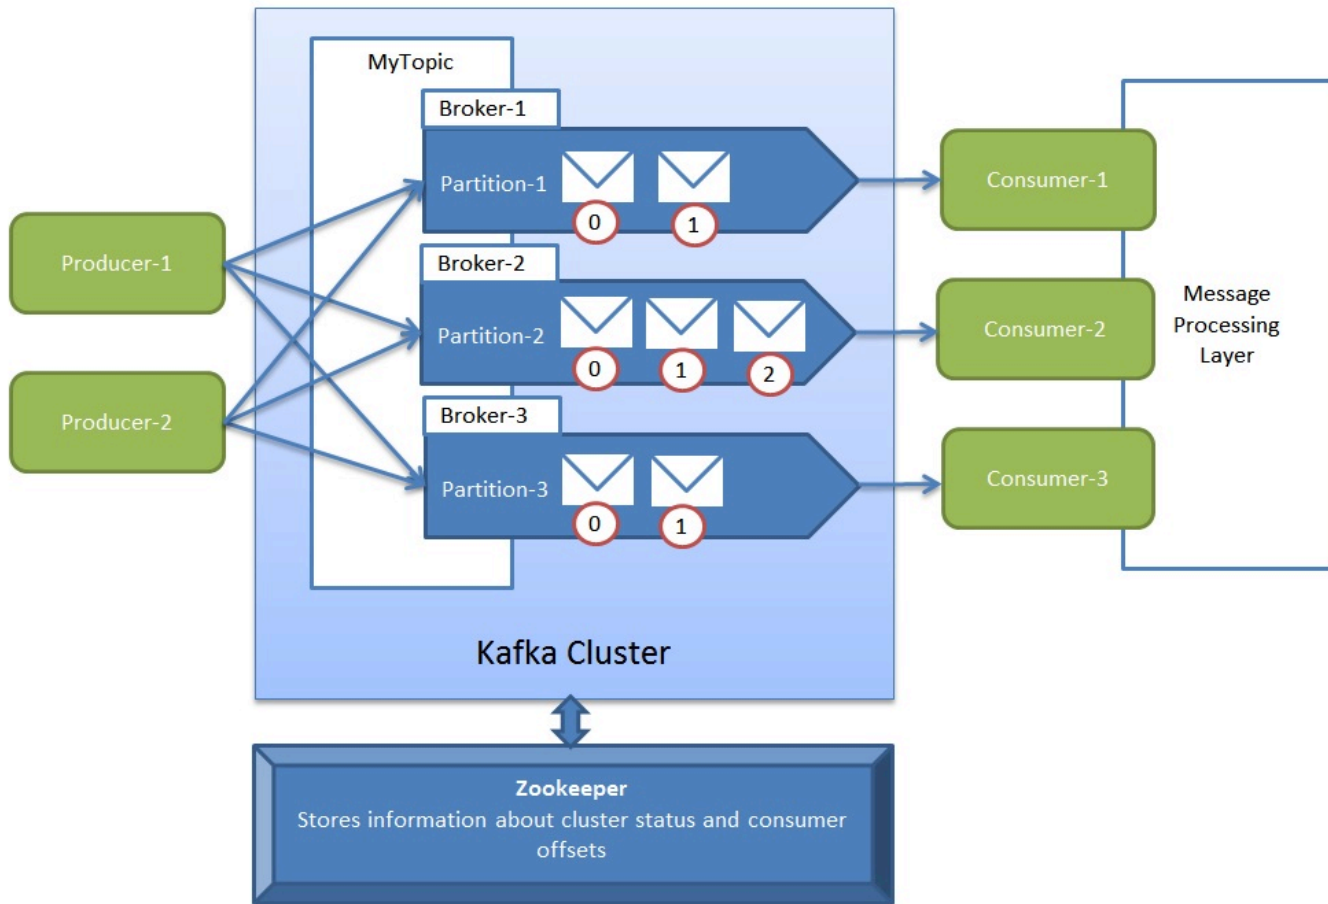 MyTopic
Broker-1
Partition-1
0
1
Broker-2
Partition-2
0
1
2
Broker-3
Partition-3
0
1
Producer-1
Producer-2
Consumer-1
Consumer-2
Consumer-3
Message
Processing
Layer
Kafka Cluster
Zookeeper
Stores information about cluster status and consumer
offsets